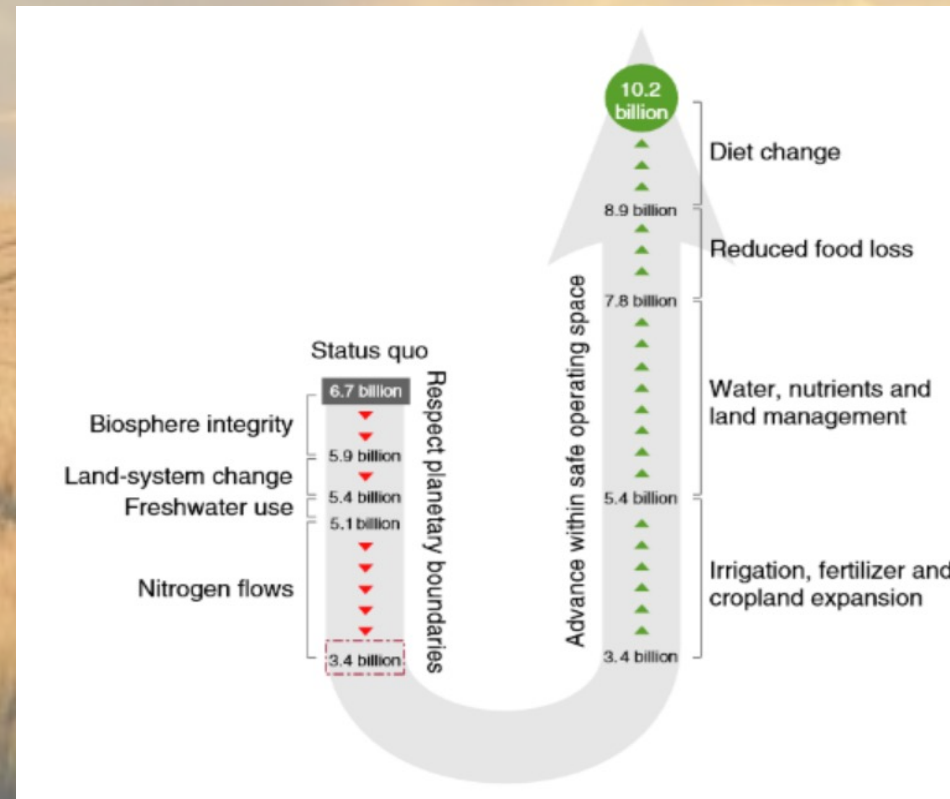 Status quo
6.7 billion
Biosphere integrity
5.9 billion
Land-system change
5.4 billion
Freshwater use
5.1 billion
Nitrogen flows
3.4 billion
Respect planetary boundaries
10.2
billion
Diet change
8.9 billion
Reduced food loss
7.8 billion
Water, nutrients and
land management
5.4 billion
Irrigation, fertilizer and
cropland expansion
3.4 billion
Advance within safe operating space